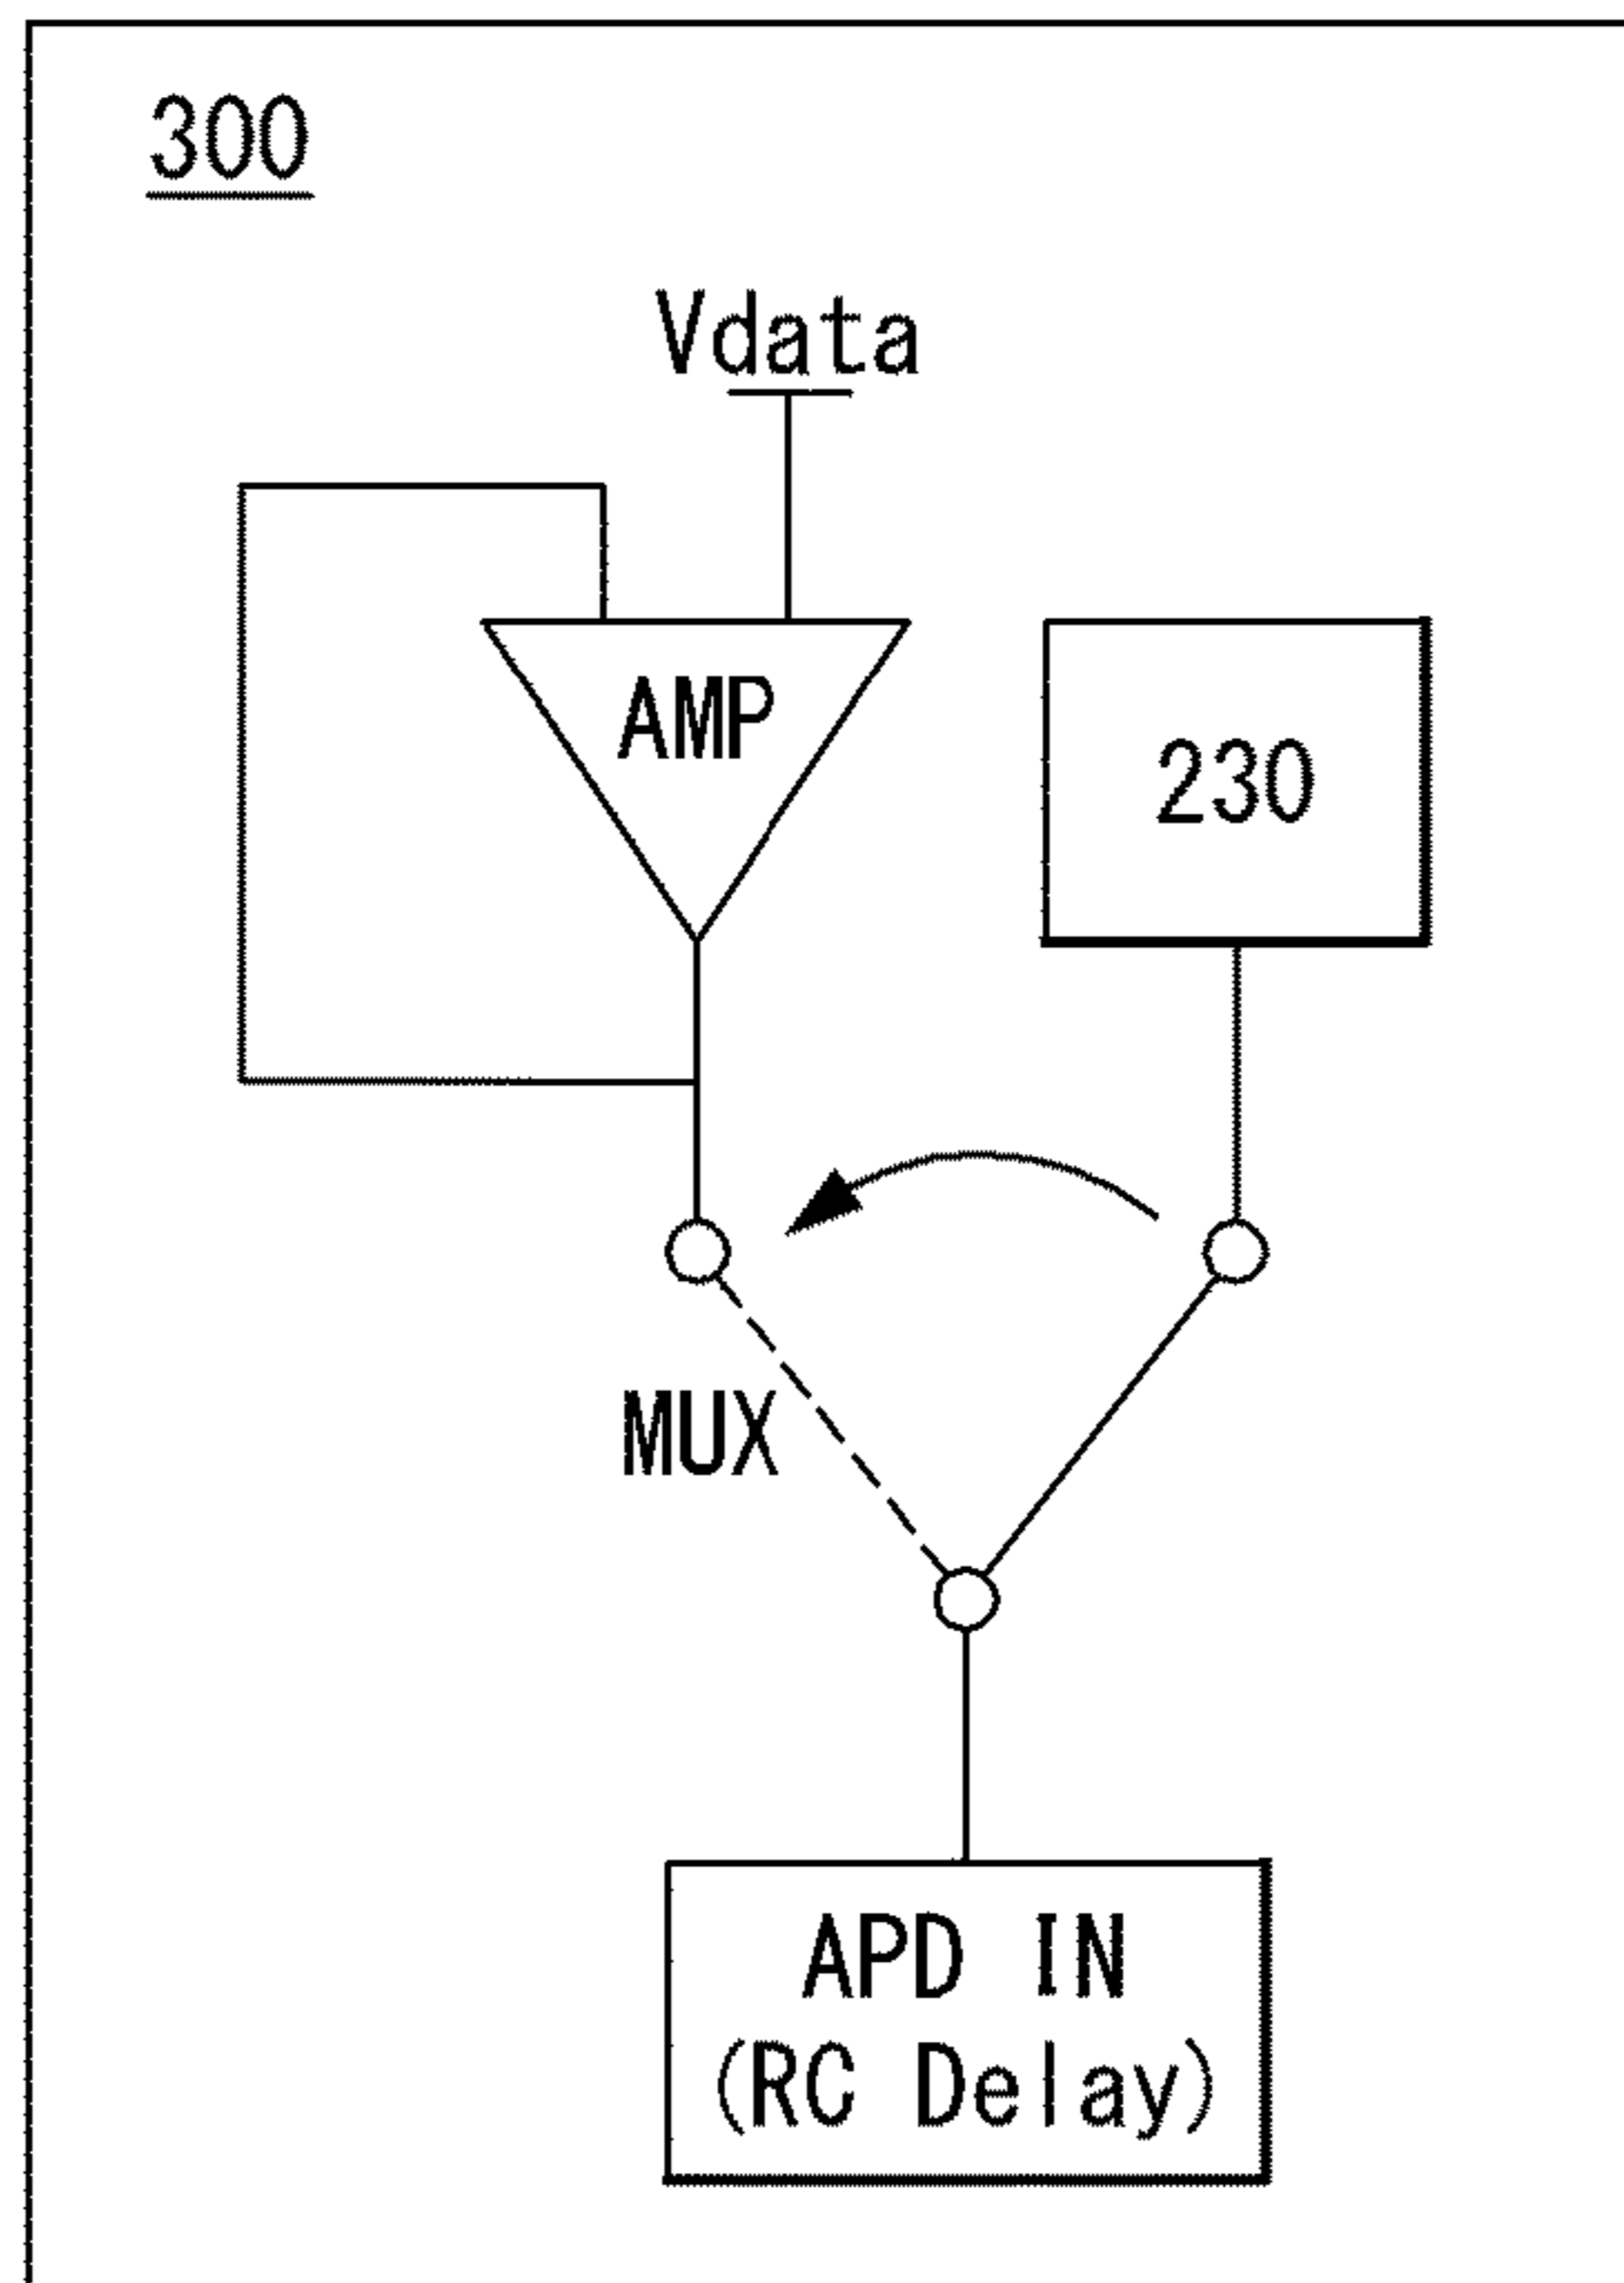 300
Vdata
AMP
230
MUX
APD IN
(RC Delay)